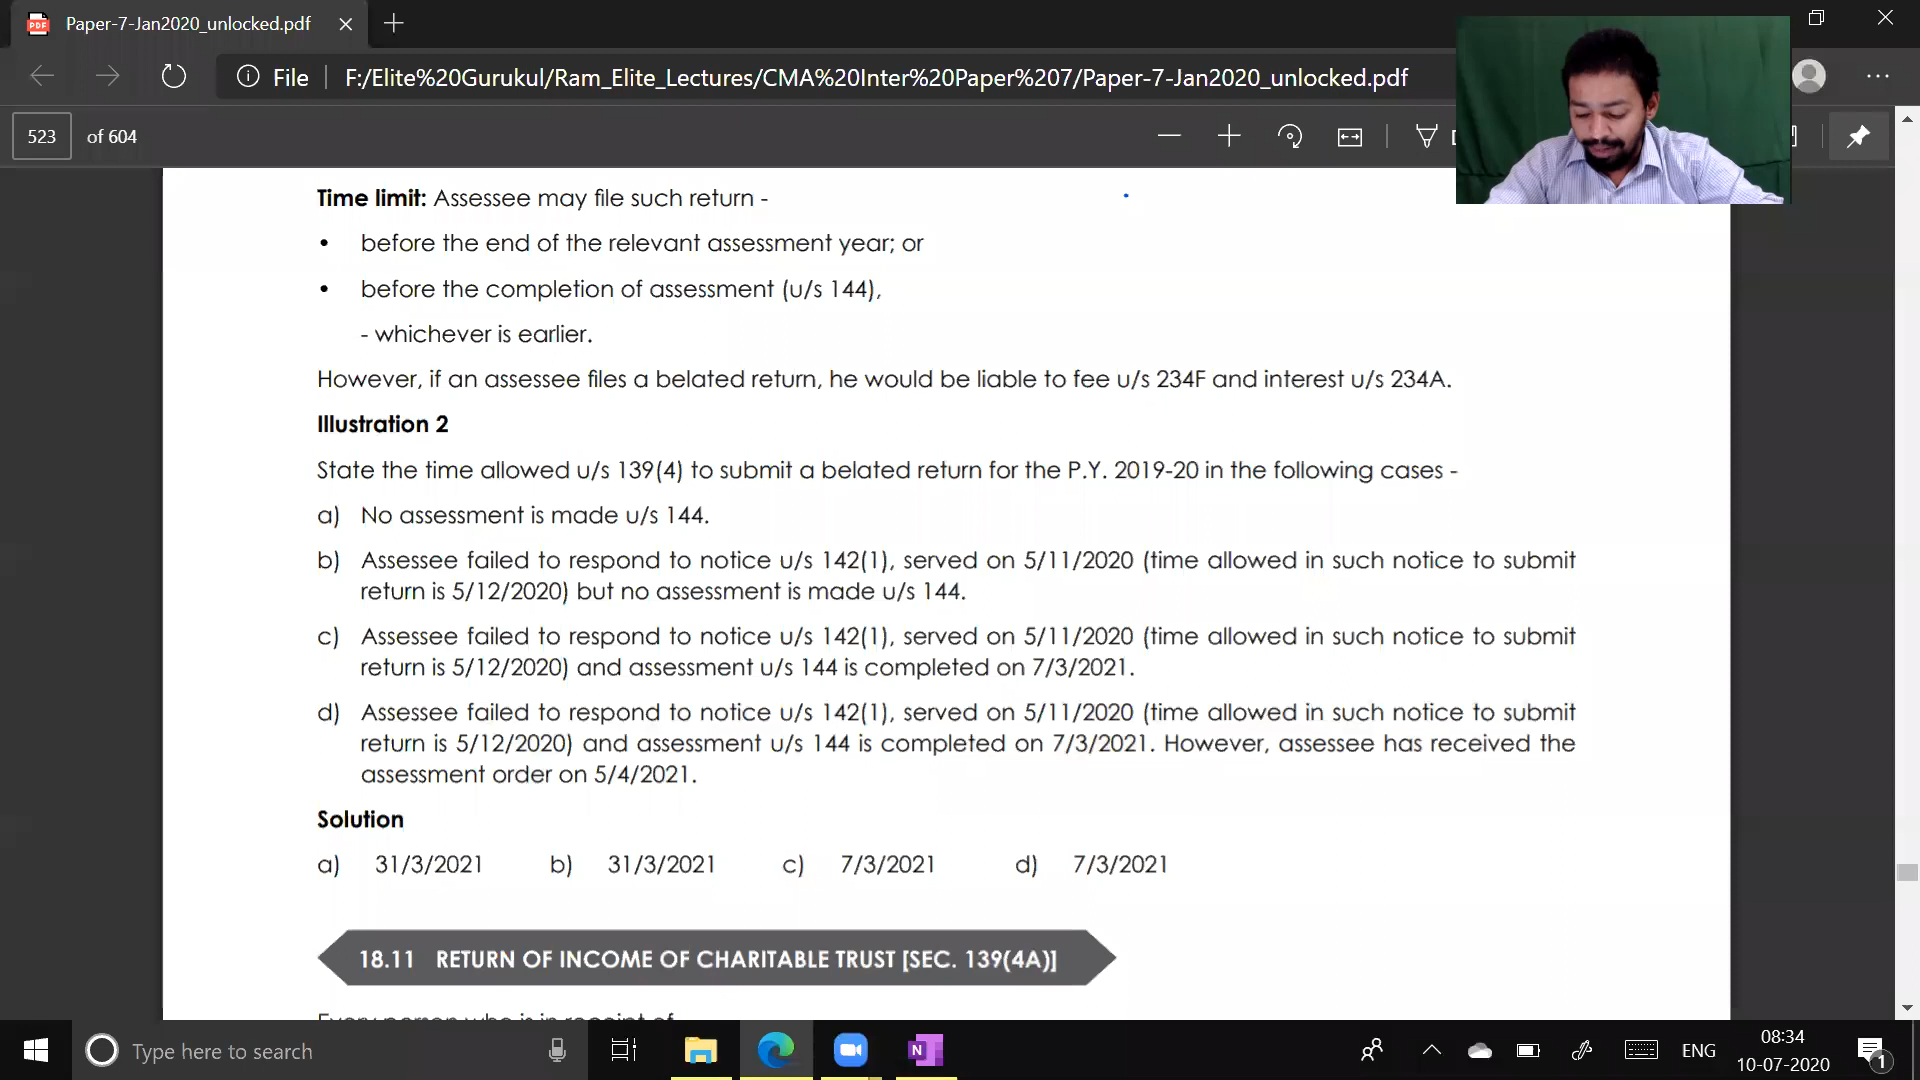 Paper-7-Jan2020_unlocked.pdf
File
F:/Elite%20Gurukul/Ram_Elite_Lectures/CMA%20Inter%20Paper%207/Paper-7-Jan2020_unlocked.pdf
523 of 604
Time limit: Assessee may file such return -
• before the end of the relevant assessment year; or
• before the completion of assessment (u/s 144),
- whichever is earlier.
However, if an assessee files a belated return, he would be liable to fee u/s 234F and interest u/s 234A.
Illustration 2
State the time allowed u/s 139(4) to submit a belated return for the P.Y. 2019-20 in the following cases -
a) No assessment is made u/s 144.
b) Assessee failed to respond to notice u/s 142(1), served on 5/11/2020 (time allowed in such notice to submit
return is 5/12/2020) but no assessment is made u/s 144.
c) Assessee failed to respond to notice u/s 142(1), served on 5/11/2020 (time allowed in such notice to submit
return is 5/12/2020) and assessment u/s 144 is completed on 7/3/2021.
d) Assessee failed to respond to notice u/s 142(1), served on 5/11/2020 (time allowed in such notice to submit
return is 5/12/2020) and assessment u/s 144 is completed on 7/3/2021. However, assessee has received the
assessment order on 5/4/2021.
Solution
a) 31/3/2021 b) 31/3/2021 c) 7/3/2021 d) 7/3/2021
18.11 RETURN OF INCOME OF CHARITABLE TRUST [SEC. 139(4A)]
Every person who is in receipt of
Type here to search
ENG
08:34
10-07-2020
1